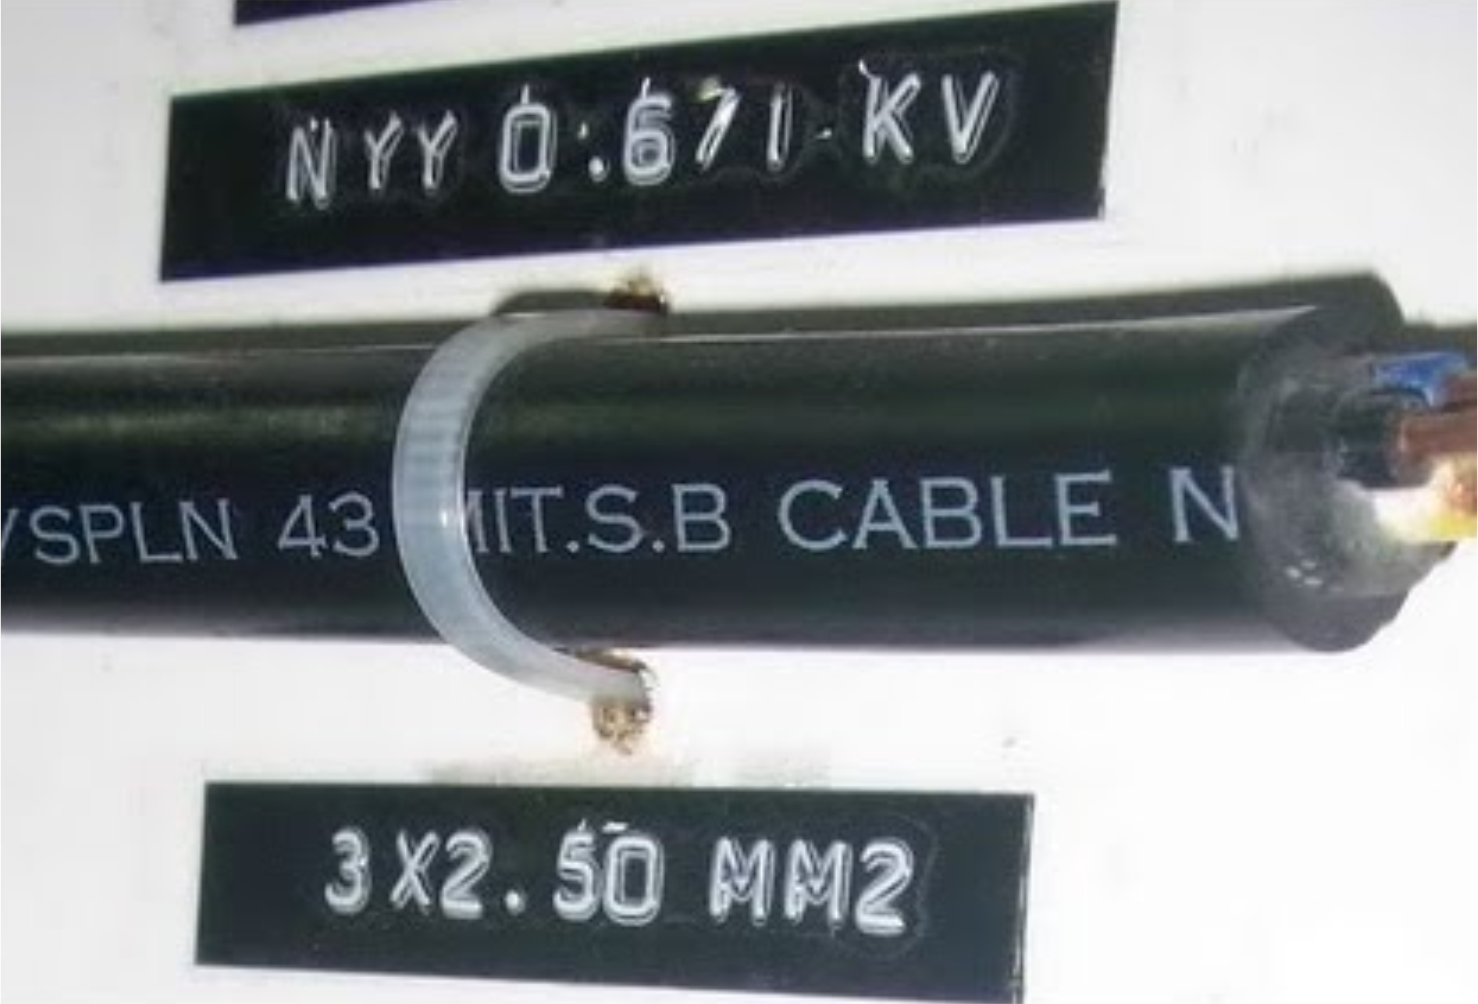 NYY 0.6/1 KV
/SPLN 43 MIT.S.B CABLE N
3X2.50 MM2